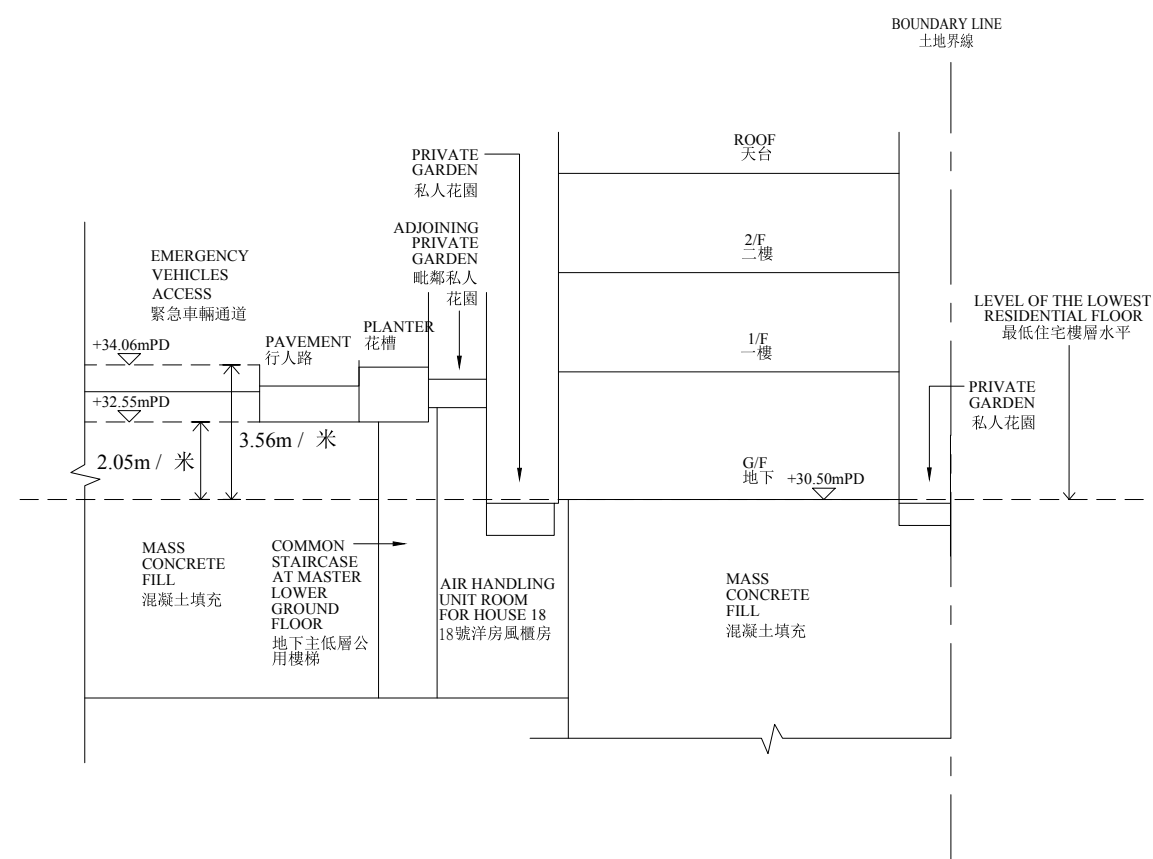 BOUNDARY LINE
土地界線
ROOF
天台
PRIVATE
GARDEN
私人花園
ADJOINING
PRIVATE
GARDEN
毗鄰私人
花園
2/F
二樓
EMERGENCY
VEHICLES
ACCESS
緊急車輛通道
LEVEL OF THE LOWEST
RESIDENTIAL FLOOR
最低住宅樓層水平
PLANTER
花槽
PAVEMENT
行人路
1/F
一樓
+34.06mPD
+32.55mPD
PRIVATE
GARDEN
私人花園
3.56m / 米
2.05m / 米
G/F
地下
+30.50mPD
MASS
CONCRETE
FILL
混凝土填充
COMMON
STAIRCASE
AT MASTER
LOWER
GROUND
FLOOR
地下主低層公
用樓梯
AIR HANDLING
UNIT ROOM
FOR HOUSE 18
18號洋房風櫃房
MASS
CONCRETE
FILL
混凝土填充